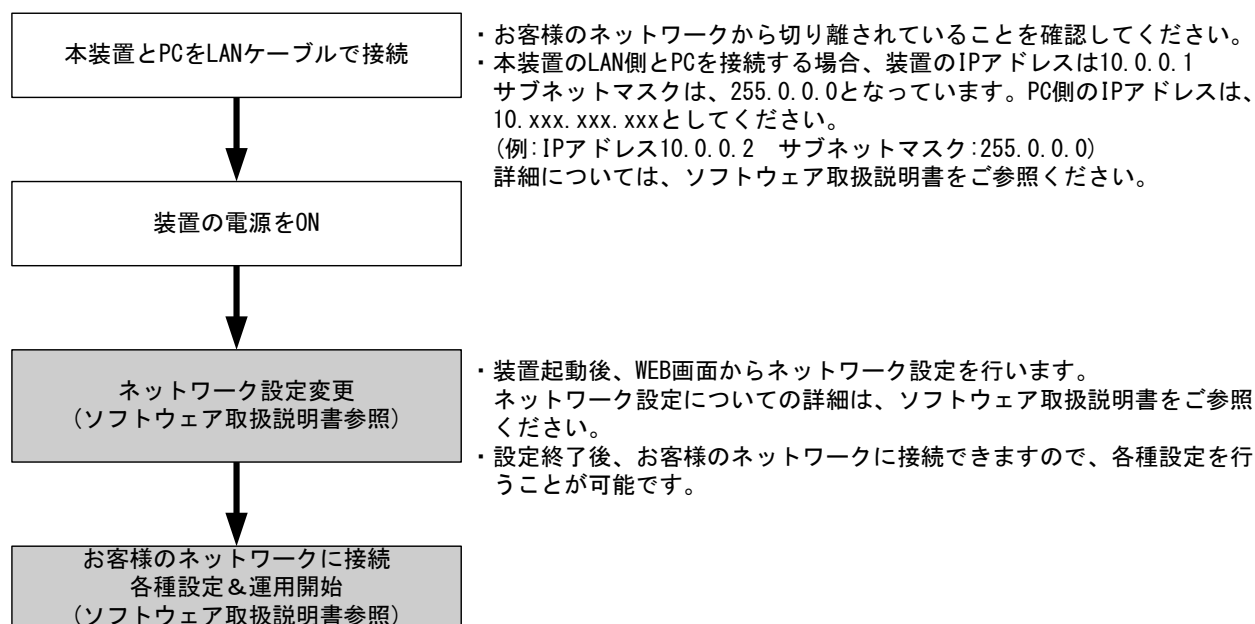 本装置とPCをLANケーブルで接続
・お客様のネットワークから切り離されていることを確認してください。
・本装置のLAN側とPCを接続する場合、装置のIPアドレスは10.0.0.1
サブネットマスクは、255.0.0.0となっています。PC側のIPアドレスは、
10.xxx.xxx.xxxとしてください。
(例:IPアドレス10.0.0.2　サブネットマスク:255.0.0.0)
詳細については、ソフトウェア取扱説明書をご参照ください。
装置の電源をON
ネットワーク設定変更
(ソフトウェア取扱説明書参照)
・装置起動後、WEB画面からネットワーク設定を行います。
ネットワーク設定についての詳細は、ソフトウェア取扱説明書をご参照
ください。
・設定終了後、お客様のネットワークに接続できますので、各種設定を行
うことが可能です。
お客様のネットワークに接続
各種設定＆運用開始
(ソフトウェア取扱説明書参照)